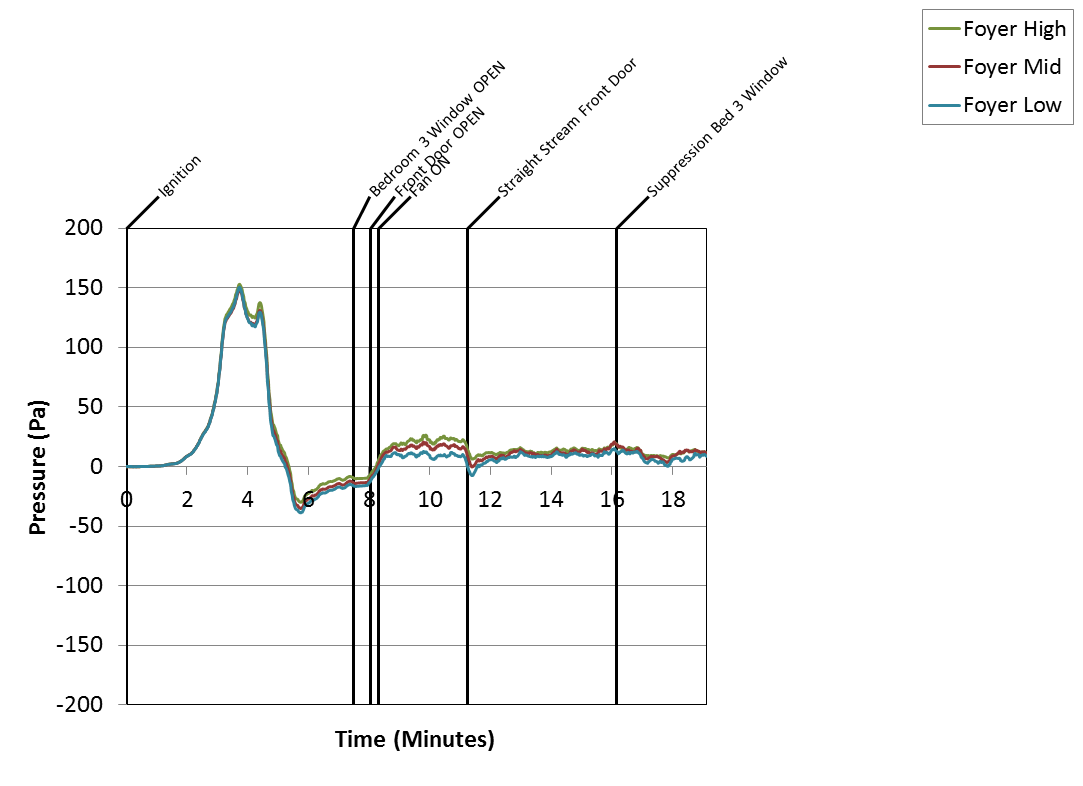 Foyer High
Foyer Mid
Foyer Low
Ignition
Bedroom 3 Window OPEN
Front Door OPEN
Fan ON
Straight Stream Front Door
Suppression Bed 3 Window
200
150
100
50
0
-50
-100
-150
-200
0 2 4 6 8 10 12 14 16 18
Pressure (Pa)
Time (Minutes)